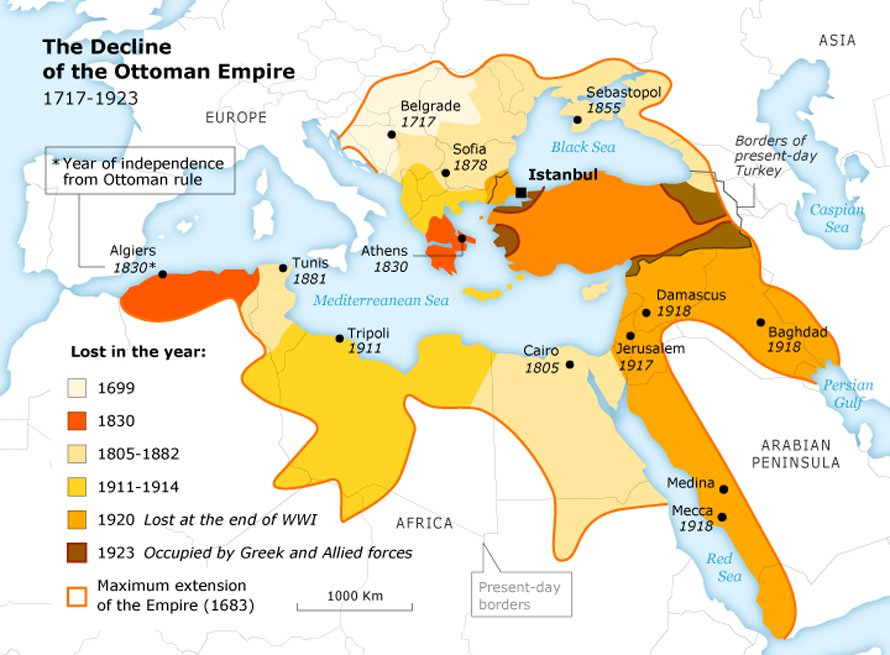 The Decline
of the Ottoman Empire
1717-1923
ASIA
EUROPE
Belgrade
1717
Sebastopol
1855
Sofia
1878
Black Sea
Borders of
present-day
Turkey
* Year of independence
from Ottoman rule
Istanbul
Caspian
Sea
Algiers
1830*
Tunis
1881
Athens
1830
Mediterranean Sea
Damascus
1918
Tripoli
1911
Baghdad
1918
Cairo
1805
Jerusalem
1917
Persian
Gulf
Lost in the year:
1699
1830
1805-1882
1911-1914
1920 Lost at the end of WWI
1923 Occupied by Greek and Allied forces
Maximum extension
of the Empire (1683)
ARABIAN
PENINSULA
Medina
Mecca
1918
AFRICA
Red
Sea
Present-day
borders
1000 Km